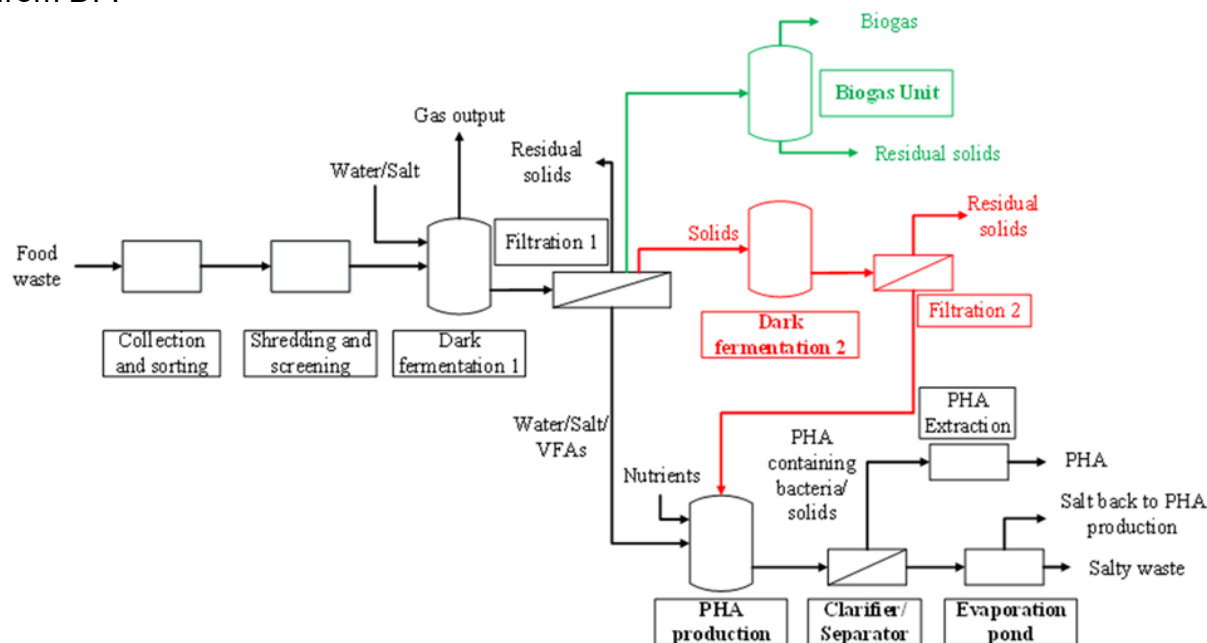 Biogas
Biogas Unit
Gas output
Residual
solids
Residual solids
Water/Salt
Residual
solids
Solids
Filtration 1
Food
waste
Filtration 2
Dark
fermentation 2
Collection
and sorting
Shredding and
screening
Dark
fermentation 1
PHA
Extraction
Water/Salt/
VFAs
PHA
containing
bacteria/
solids
PHA
Nutrients
Salt back to PHA
production
Salty waste
PHA
production
Clarifier/
Separator
Evaporation
pond